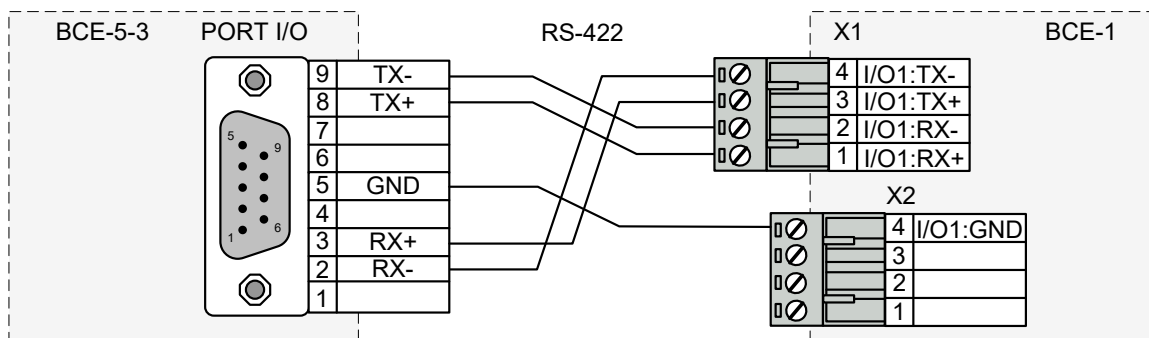 BCE-5-3 PORT I/O RS-422 X1 BCE-1
9 TX-
8 TX+
7
6
5 GND
4
3 RX+
2 RX-
1
5
9
1
6
4 I/O1:TX-
3 I/O1:TX+
2 I/O1:RX-
1 I/O1:RX+
X2
4 I/O1:GND
3
2
1